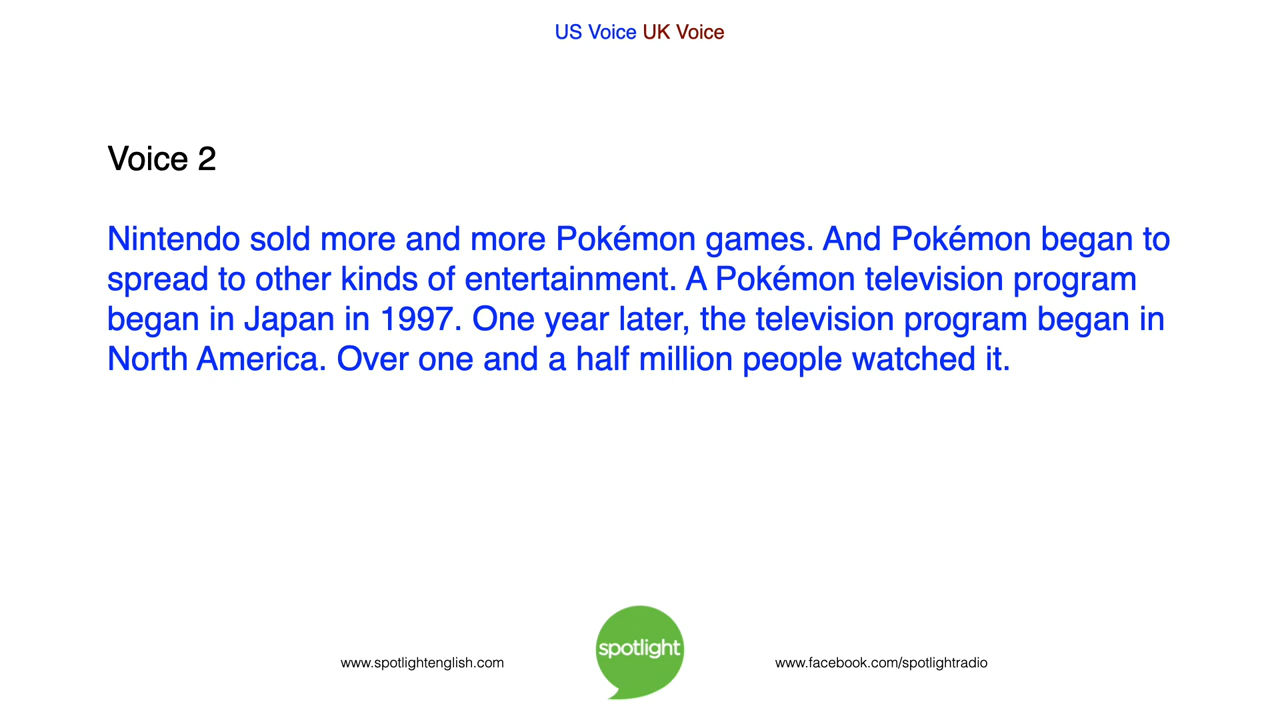 US Voice UK Voice
Voice 2
Nintendo sold more and more Pokémon games. And Pokémon began to
spread to other kinds of entertainment. A Pokémon television program
began in Japan in 1997. One year later, the television program began in
North America. Over one and a half million people watched it.
www.spotlightenglish.com
spotlight
www.facebook.com/spotlightradio